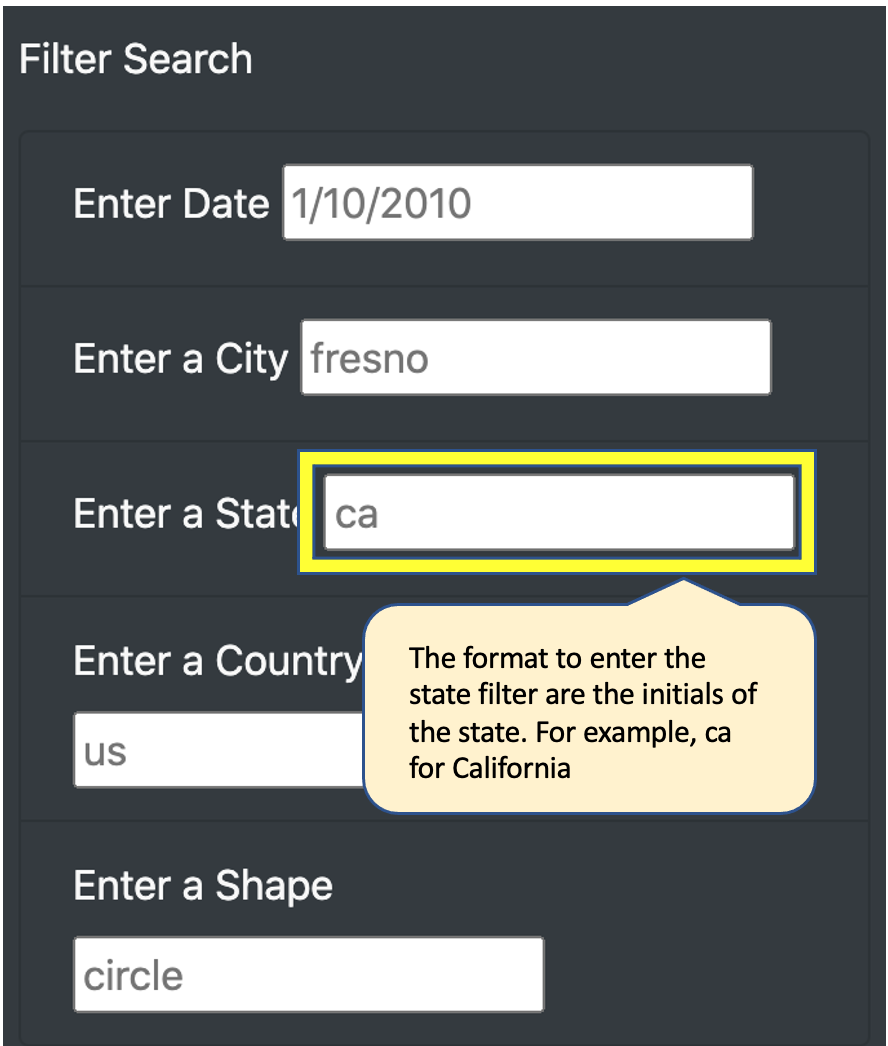 Filter Search
Enter Date 1/10/2010
Enter a City fresno
Enter a State ca
The format to enter the
state filter are the initials of
the state. For example, ca
for California
Enter a Country
us
Enter a Shape
circle